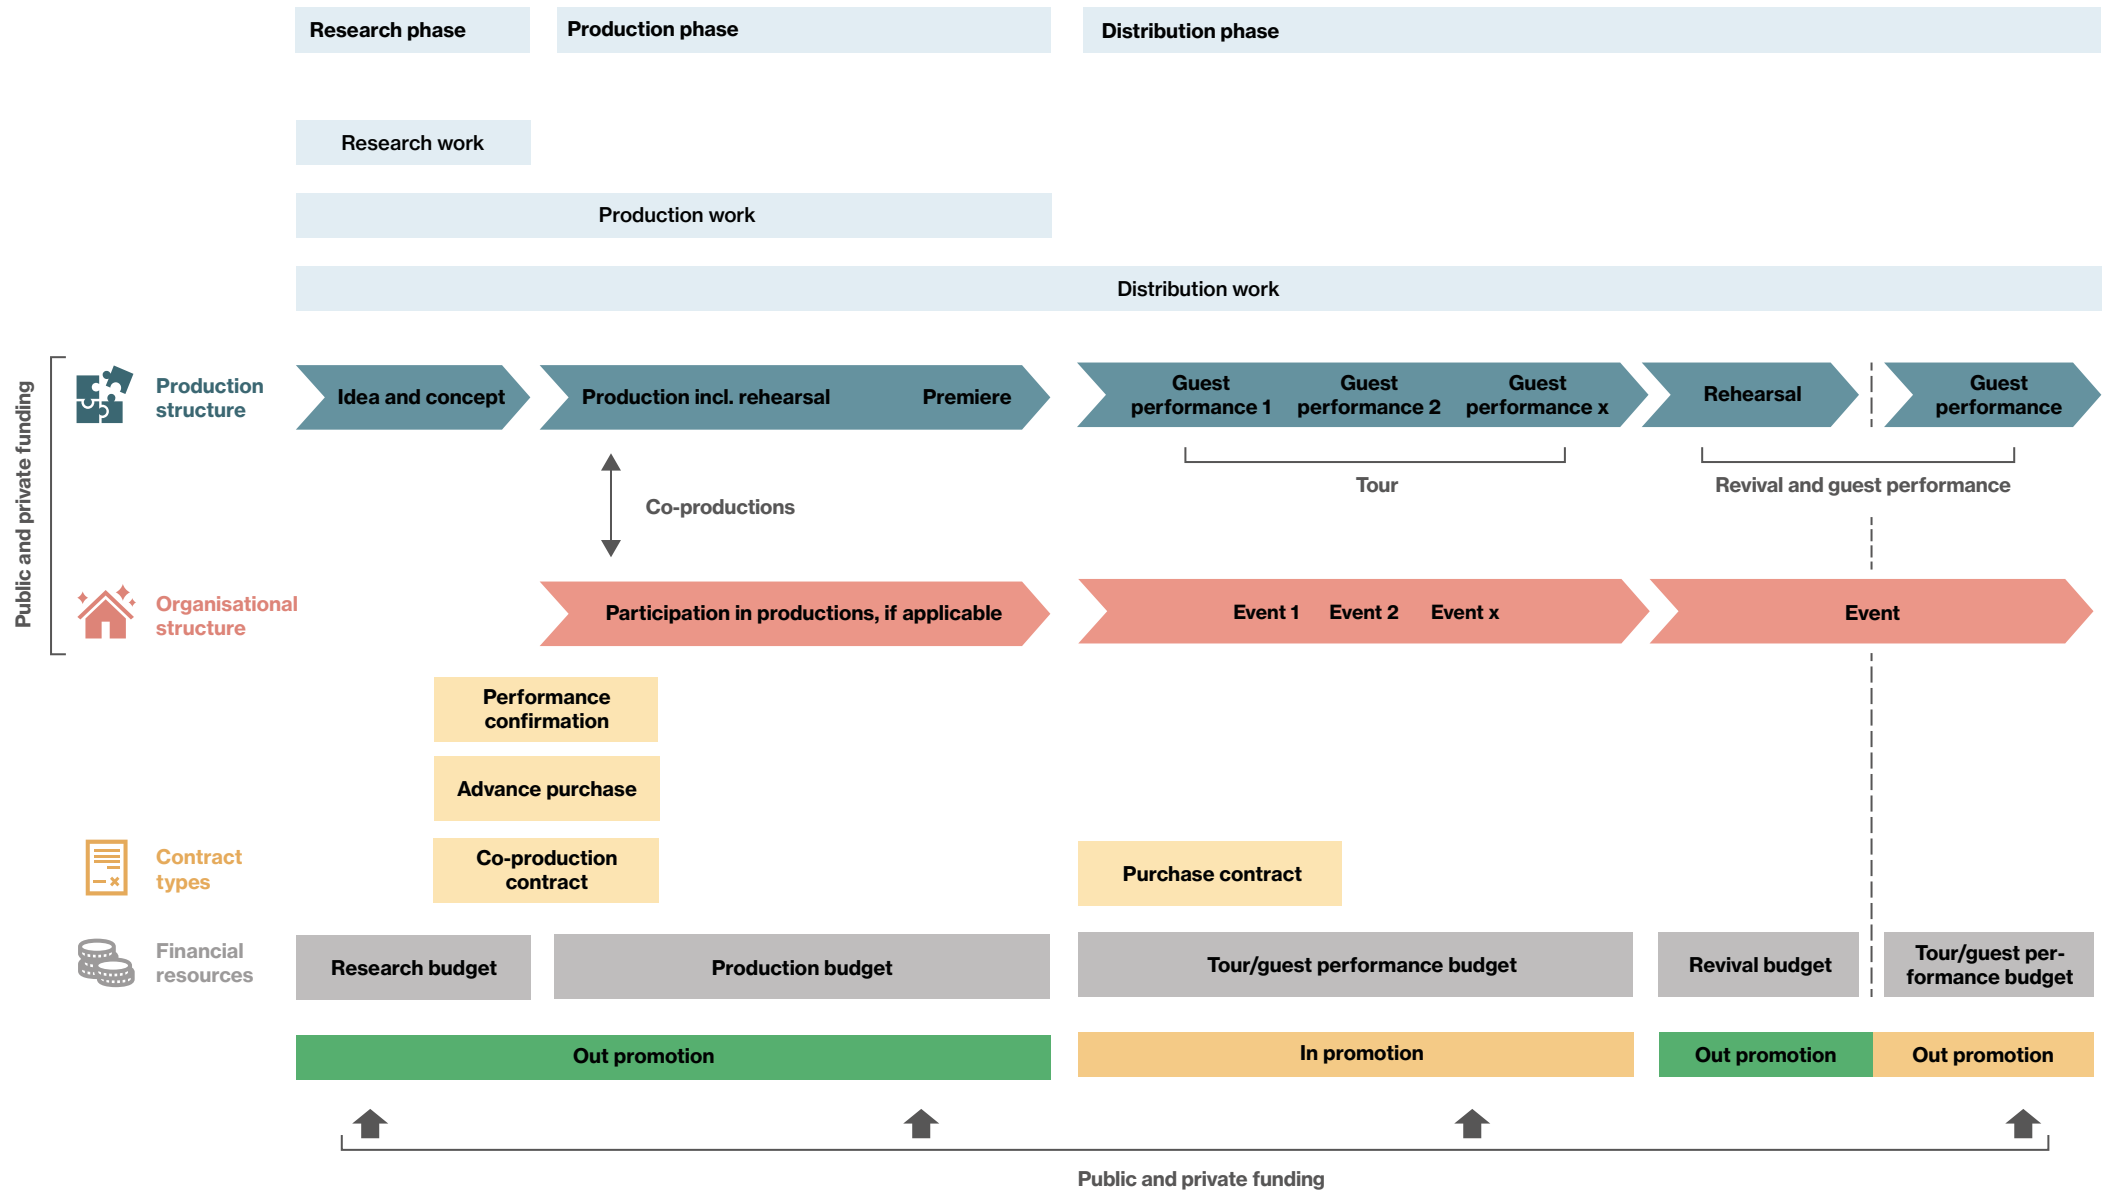 Research phase
Production phase
Distribution phase
Research work
Production work
Distribution work
Public and private funding
Production
structure
Idea and concept
Production incl. rehearsal
Premiere
Guest
performance 1
Guest
performance 2
Guest
performance x
Rehearsal
Guest
performance
Co-productions
Tour
Revival and guest performance
Organisational
structure
Participation in productions, if applicable
Event 1
Event 2
Event x
Event
Performance
confirmation
Advance purchase
Contract
types
Co-production
contract
Purchase contract
Financial
resources
Research budget
Production budget
Tour/guest performance budget
Revival budget
Tour/guest per-
formance budget
Out promotion
In promotion
Out promotion
Out promotion
Public and private funding